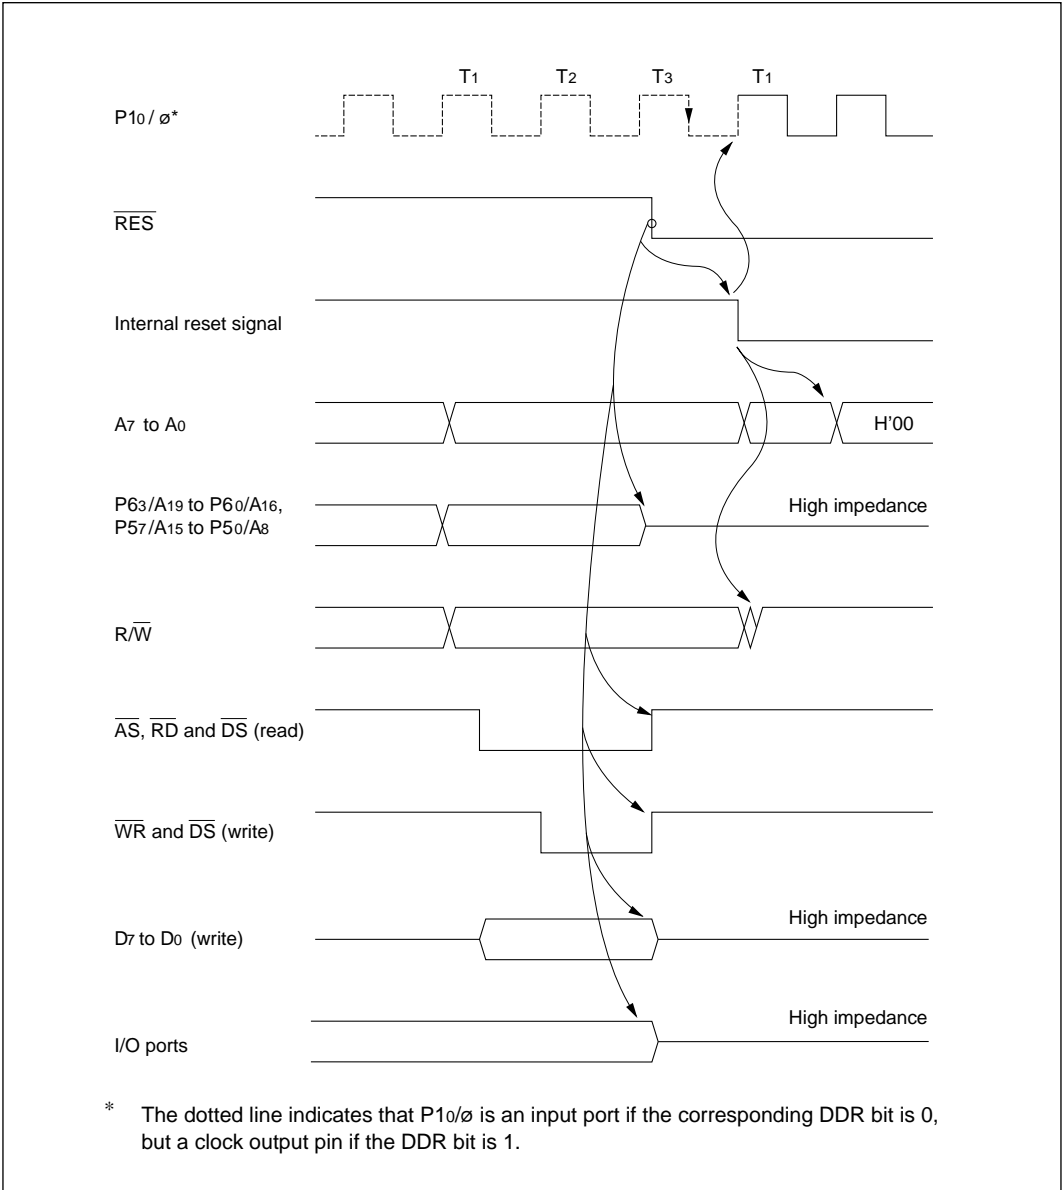 T1 T2 T3 T1
P10 / ø*
RES
Internal reset signal
A7 to A0
H'00
P63/A19 to P60/A16,
P57/A15 to P50/A8
High impedance
R/W
AS, RD and DS (read)
WR and DS (write)
High impedance
D7 to D0 (write)
High impedance
I/O ports
* The dotted line indicates that P10/ø is an input port if the corresponding DDR bit is 0,
but a clock output pin if the DDR bit is 1.